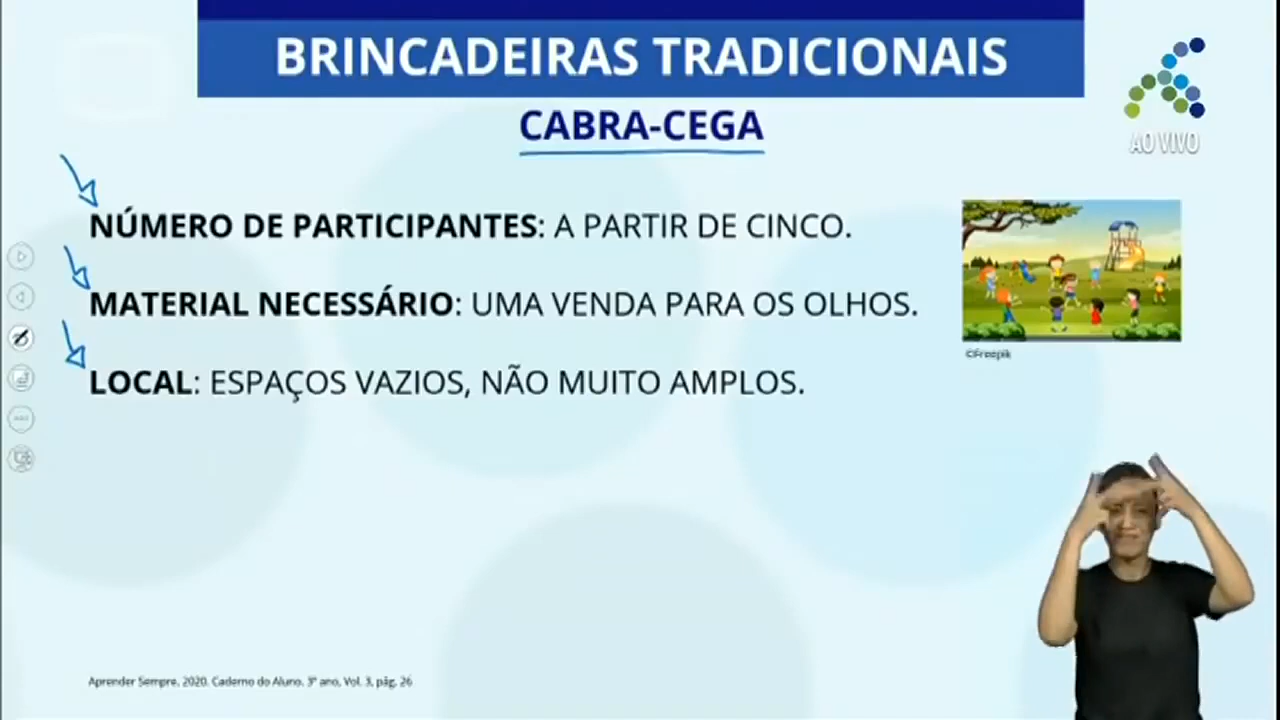 BRINCADEIRAS TRADICIONAIS
CABRA-CEGA
AO VIVO
NÚMERO DE PARTICIPANTES: A PARTIR DE CINCO.
MATERIAL NECESSÁRIO: UMA VENDA PARA OS OLHOS.
©Freepik
LOCAL: ESPAÇOS VAZIOS, NÃO MUITO AMPLOS.
Aprender Sempre, 2020. Caderno do Aluno. 3º ano, Vol. 3, pág. 26